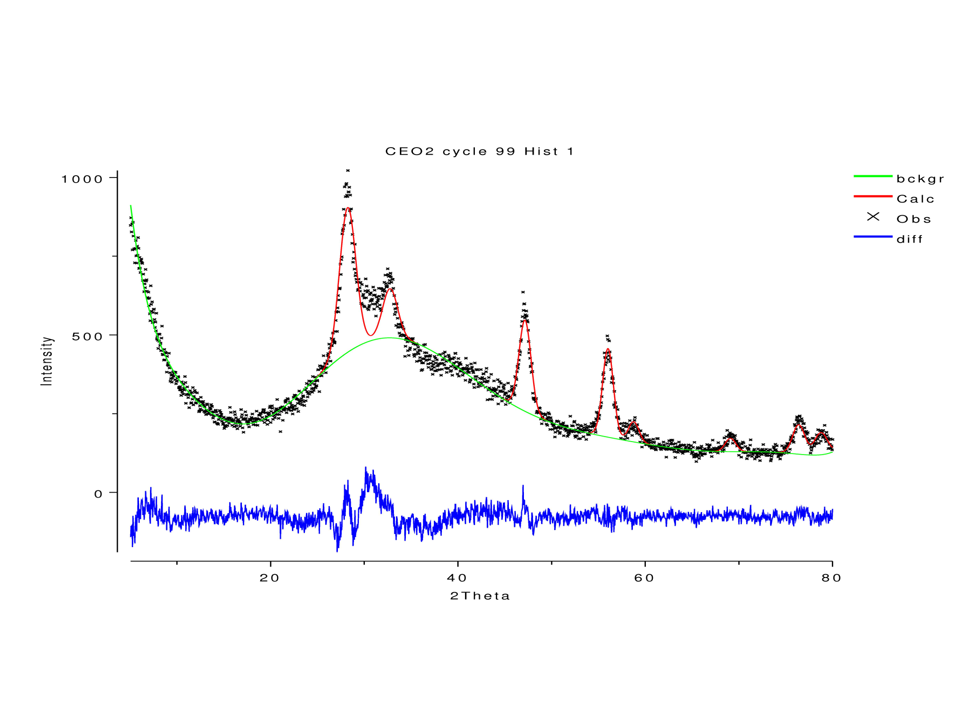 CEO2 cycle 99 Hist 1
1000
500
0
Intensity
20
40
60
80
2Theta
bckgr
Calc
Obs
diff